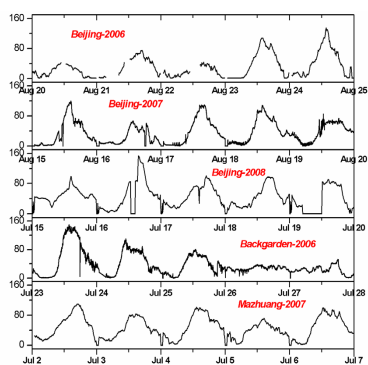 160
Beijing-2006
80
0
Aug 20 Aug 21 Aug 22 Aug 23 Aug 24 Aug 25
160
Beijing-2007
80
0
Aug 15 Aug 16 Aug 17 Aug 18 Aug 19 Aug 20
160
Beijing-2008
80
0
Jul 15 Jul 16 Jul 17 Jul 18 Jul 19 Jul 20
160
Backgarden-2006
80
0
Jul 23 Jul 24 Jul 25 Jul 26 Jul 27 Jul 28
160
Mazhuang-2007
80
0
Jul 2 Jul 3 Jul 4 Jul 5 Jul 6 Jul 7